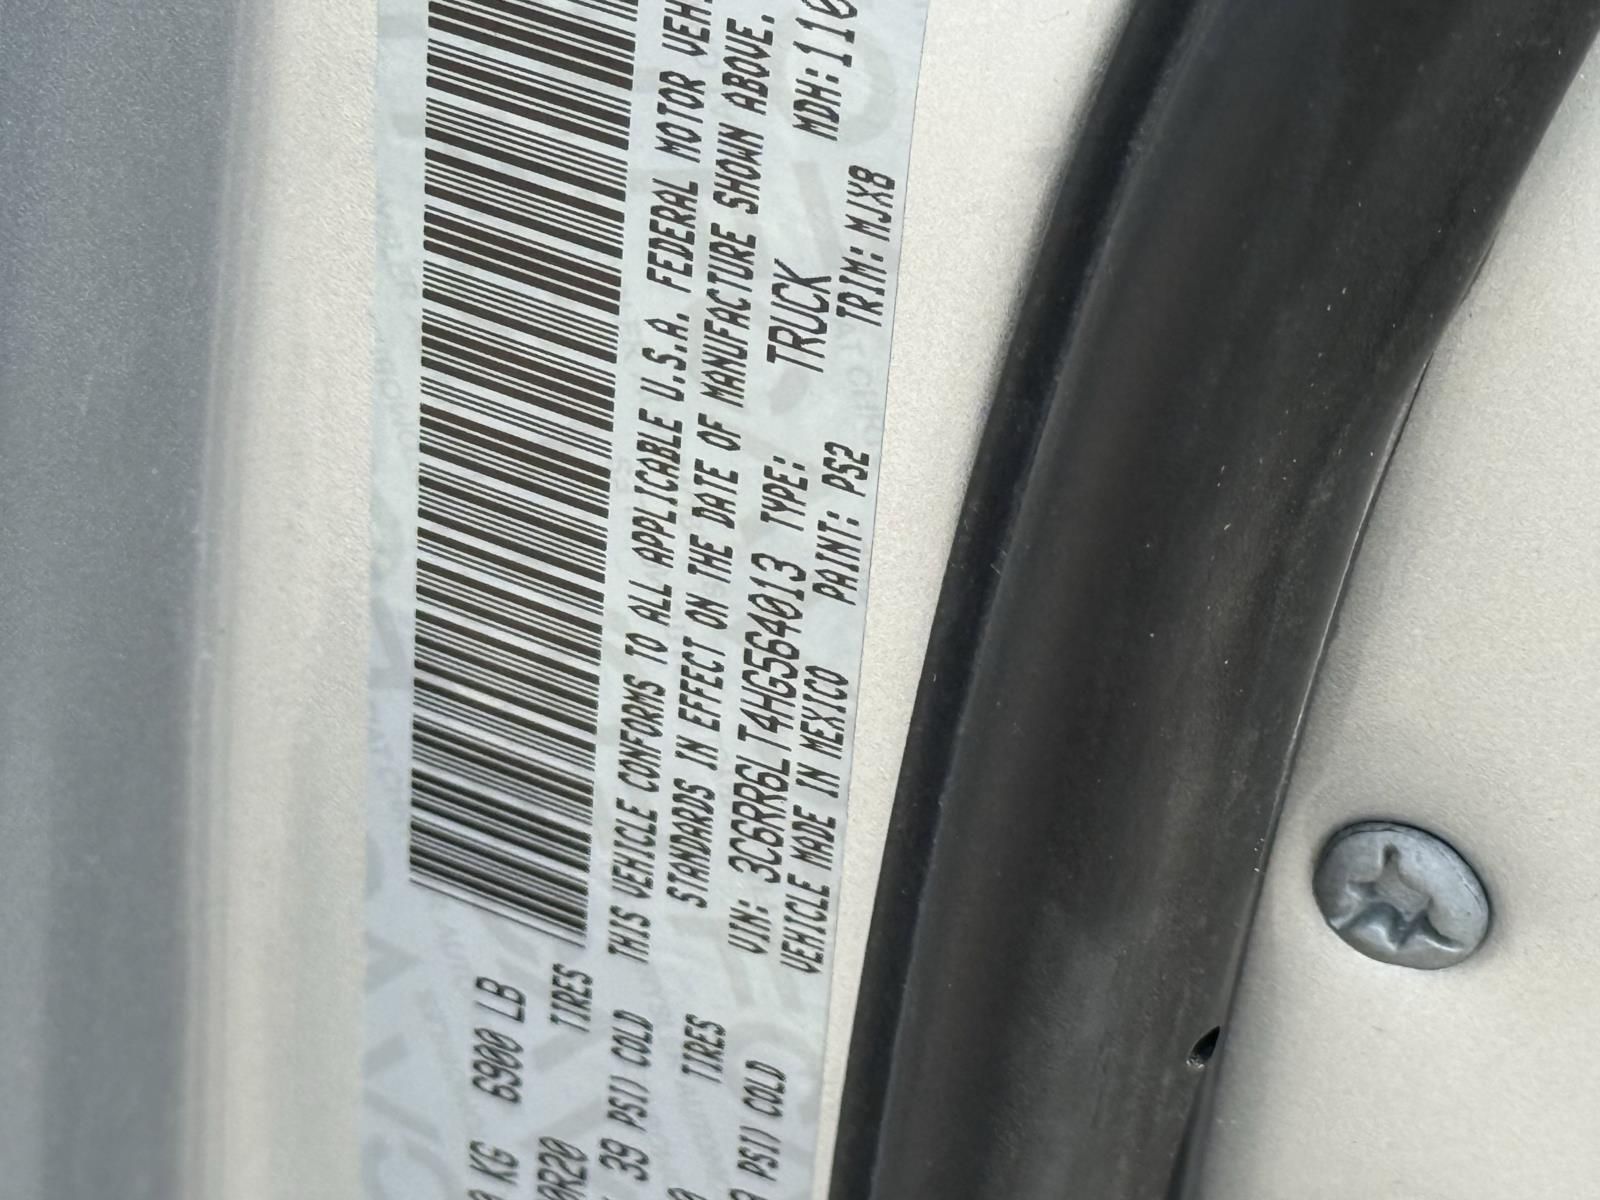 KG 6900 LB
R20 TIRES
39 PSI) COLD
TIRES
PSI) COLD
THIS VEHICLE CONFORMS TO ALL APPLICABLE U.S.A. FEDERAL MOTOR VEH
STANDARDS IN EFFECT ON THE DATE OF MANUFACTURE SHOWN ABOVE.
VIN: 3C6RR6LT4HG564013 TYPE: TRUCK MDH:110
VEHICLE MADE IN MEXICO PAINT: PS2 TRIM:MJX8